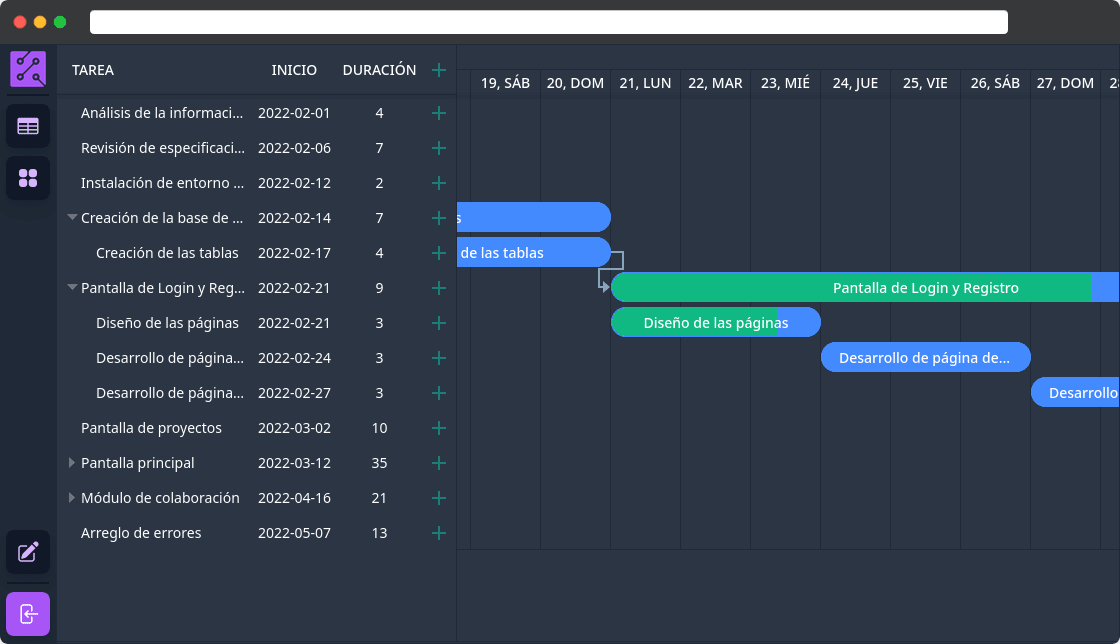 TAREA INICIO DURACIÓN
19, SÁB 20, DOM 21, LUN 22, MAR 23, MIÉ 24, JUE 25, VIE 26, SÁB 27, DOM 28
Análisis de la informaci... 2022-02-01 4
Revisión de especificaci... 2022-02-06 7
Instalación de entorno ... 2022-02-12 2
Creación de la base de ... 2022-02-14 7 s
Creación de las tablas 2022-02-17 4 de las tablas
Pantalla de Login y Reg... 2022-02-21 9 Pantalla de Login y Registro
Diseño de las páginas 2022-02-21 3 Diseño de las páginas
Desarrollo de página... 2022-02-24 3 Desarrollo de página de...
Desarrollo de página... 2022-02-27 3 Desarrollo
Pantalla de proyectos 2022-03-02 10
Pantalla principal 2022-03-12 35
Módulo de colaboración 2022-04-16 21
Arreglo de errores 2022-05-07 13